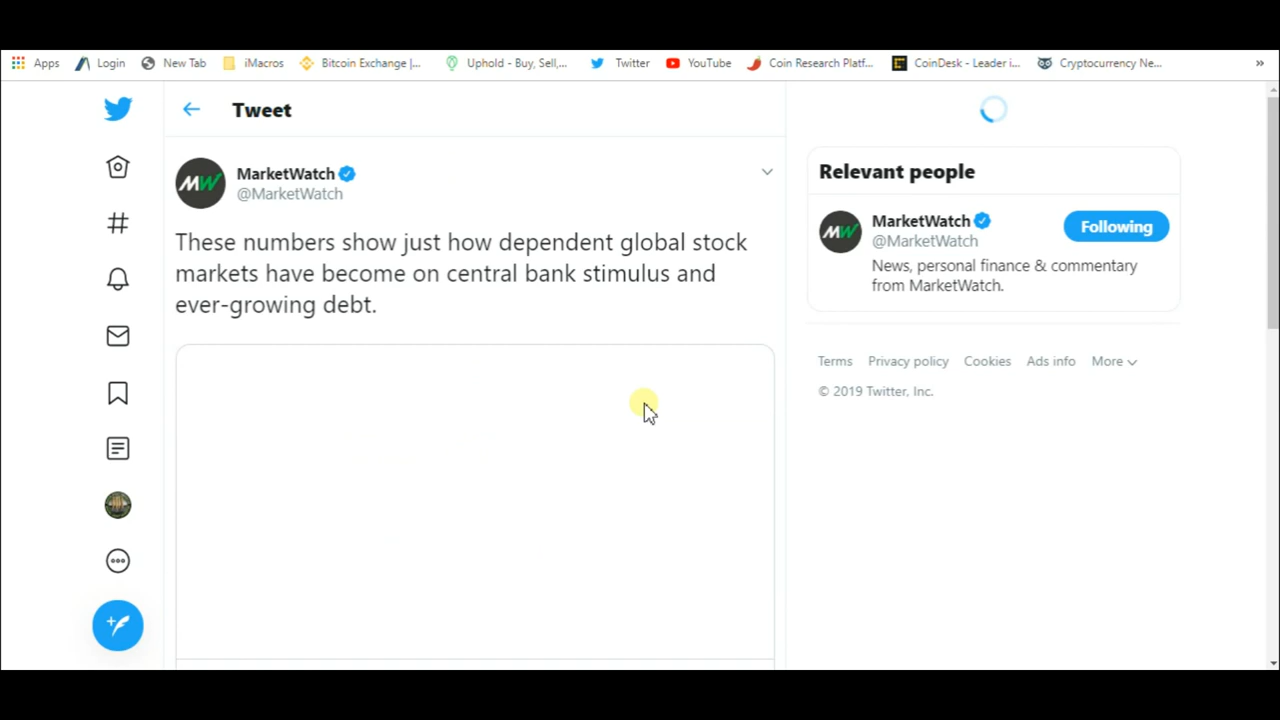 Apps Login New Tab iMacros Bitcoin Exchange |... Uphold - Buy, Sell,... Twitter YouTube Coin Research Platf... CoinDesk - Leader i... Cryptocurrency Ne... »
Tweet
MW
MarketWatch
@MarketWatch
These numbers show just how dependent global stock
markets have become on central bank stimulus and
ever-growing debt.
Relevant people
MW
MarketWatch
Following
@MarketWatch
News, personal finance & commentary
from MarketWatch.
Terms Privacy policy Cookies Ads info More
© 2019 Twitter, Inc.